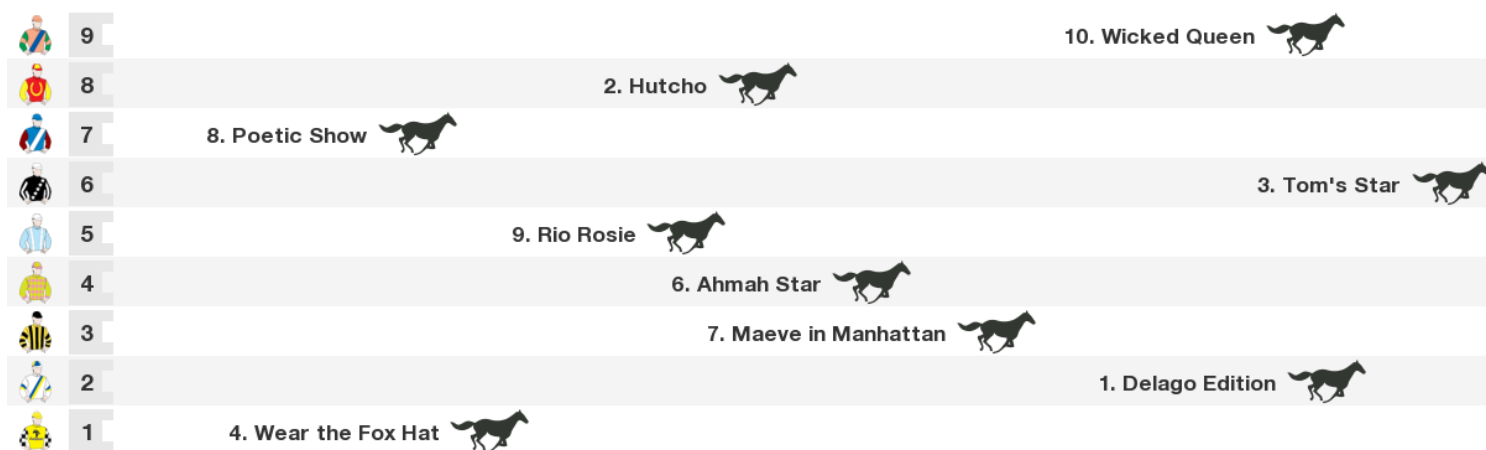 9 10. Wicked Queen
8 2. Hutcho
7 8. Poetic Show
6 3. Tom's Star
5 9. Rio Rosie
4 6. Ahmah Star
3 7. Maeve in Manhattan
2 1. Delago Edition
1 4. Wear the Fox Hat